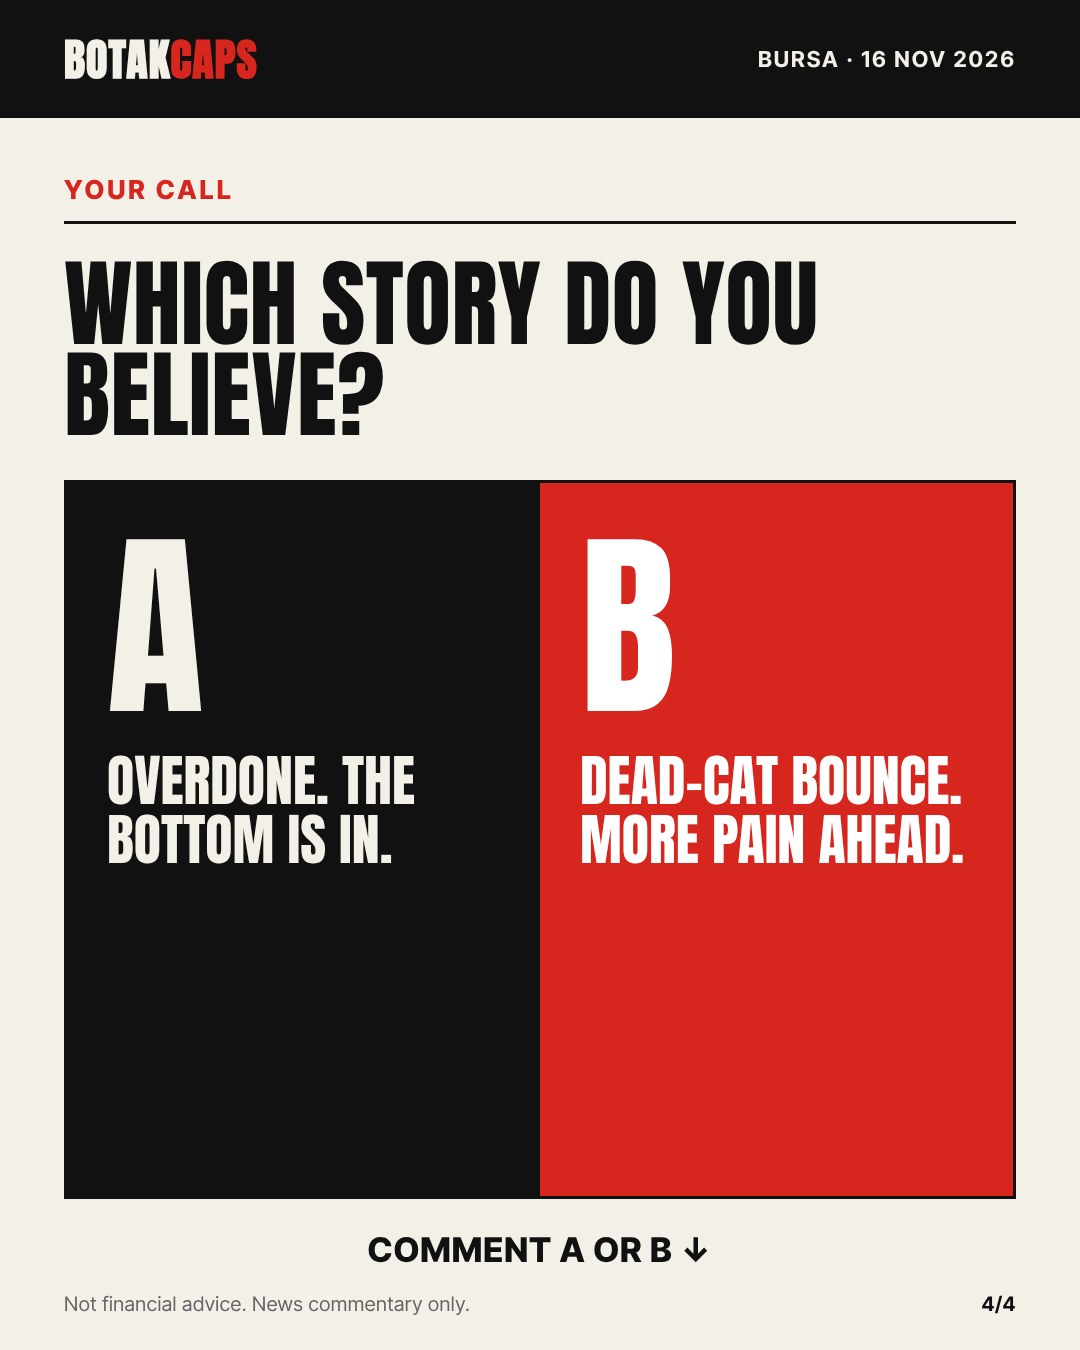 BOTAKCAPS
BURSA · 16 NOV 2026
YOUR CALL
WHICH STORY DO YOU
BELIEVE?
A
OVERDONE. THE
BOTTOM IS IN.
B
DEAD-CAT BOUNCE.
MORE PAIN AHEAD.
COMMENT A OR B ↓
Not financial advice. News commentary only.
4/4